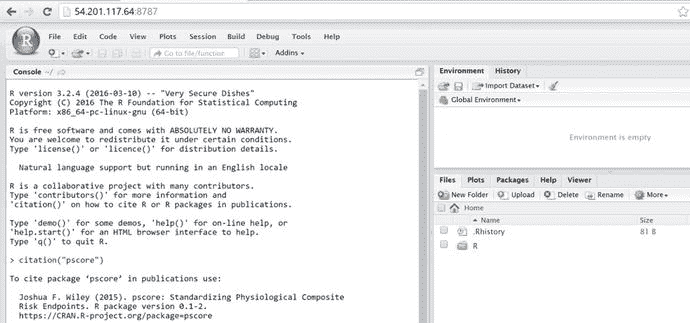 54.201.117.64:8787
R
File Edit Code View Plots Session Build Debug Tools Help
Go to file/function
Addins
Console ~/
R version 3.2.4 (2016-03-10) -- "Very Secure Dishes"
Copyright (C) 2016 The R Foundation for Statistical Computing
Platform: x86_64-pc-linux-gnu (64-bit)
R is free software and comes with ABSOLUTELY NO WARRANTY.
You are welcome to redistribute it under certain conditions.
Type 'license()' or 'licence()' for distribution details.
Natural language support but running in an English locale
R is a collaborative project with many contributors.
Type 'contributors()' for more information and
'citation()' on how to cite R or R packages in publications.
Type 'demo()' for some demos, 'help()' for on-line help, or
'help.start()' for an HTML browser interface to help.
Type 'q()' to quit R.
> citation("pscore")
To cite package ‘pscore’ in publications use:
Joshua F. Wiley (2015). pscore: Standardizing Physiological Composite
Risk Endpoints. R package version 0.1-2.
https://CRAN.R-project.org/package=pscore
Environment History
Import Dataset
Global Environment
Environment is empty
Files Plots Packages Help Viewer
New Folder Upload Delete Rename More
Home
Name Size
.Rhistory 81 B
R